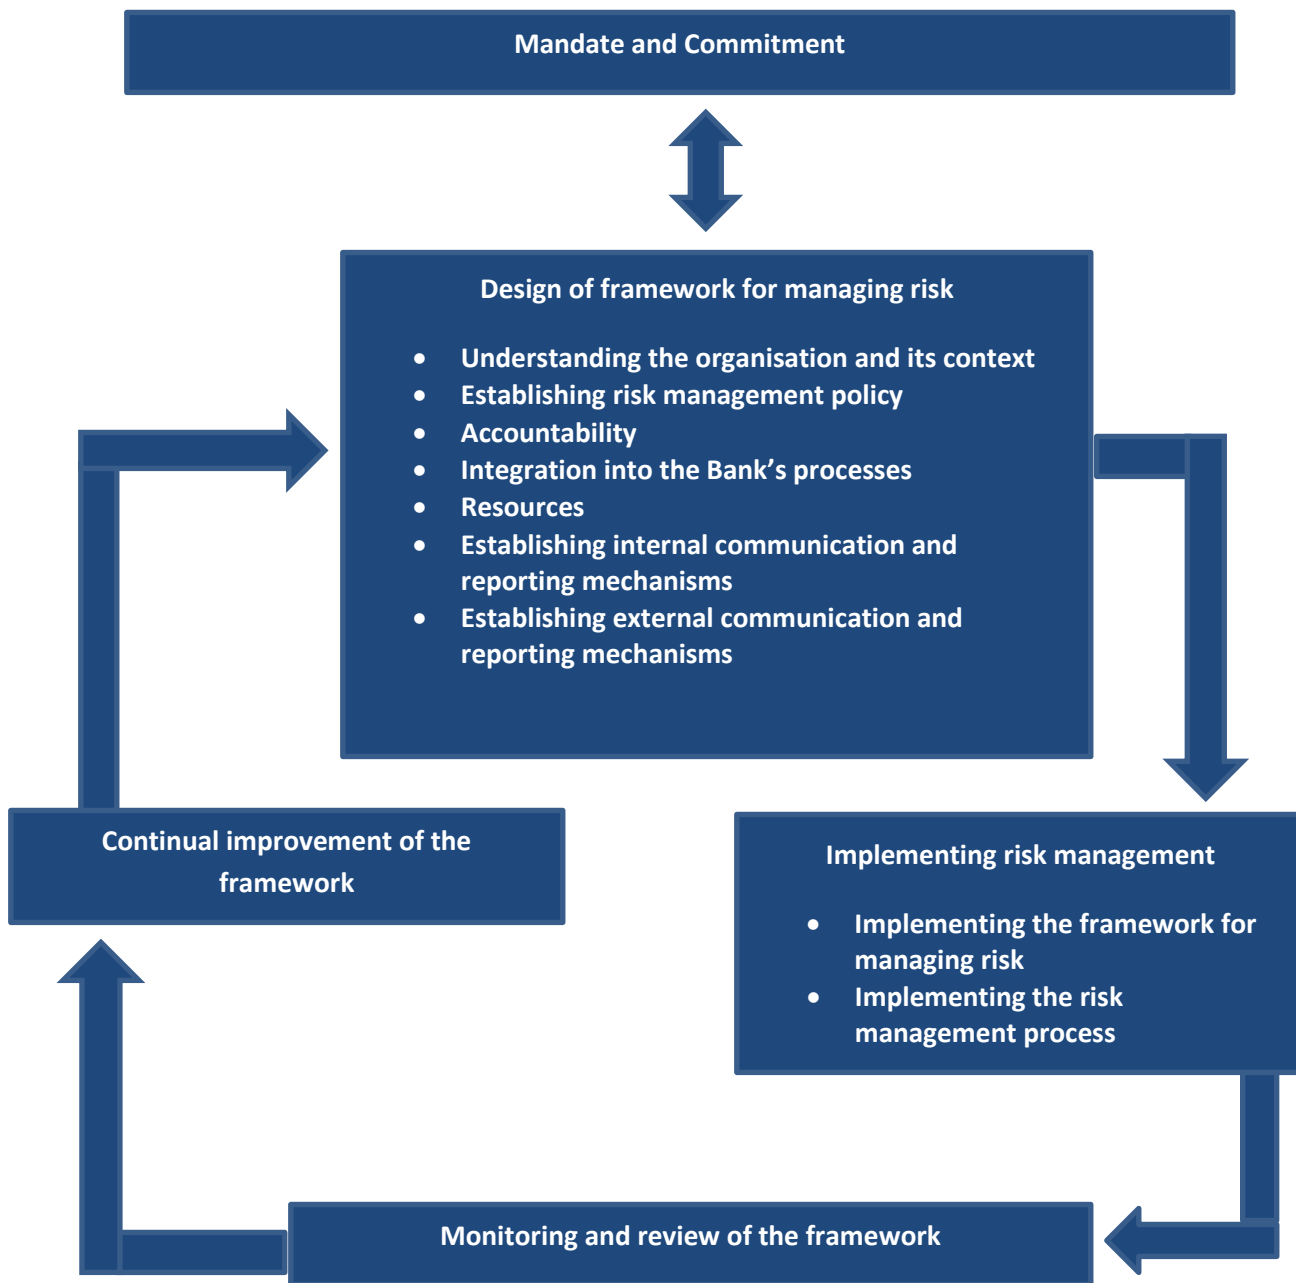 Mandate and Commitment
Design of framework for managing risk
• Understanding the organisation and its context
• Establishing risk management policy
• Accountability
• Integration into the Bank’s processes
• Resources
• Establishing internal communication and
reporting mechanisms
• Establishing external communication and
reporting mechanisms
Continual improvement of the
framework
Implementing risk management
• Implementing the framework for
managing risk
• Implementing the risk
management process
Monitoring and review of the framework